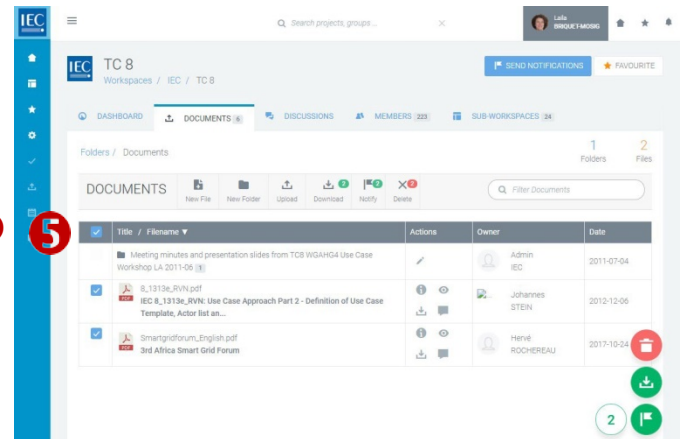 IEC
Search projects, groups ...
Laile
BRIQUET-MOSIG
IEC
TC 8
Workspaces / IEC / TC 8
SEND NOTIFICATIONS
FAVOURITE
DASHBOARD
DOCUMENTS 6
DISCUSSIONS
MEMBERS 223
SUB-WORKSPACES 24
Folders / Documents
1
Folders
2
Files
DOCUMENTS
New File
New Folder
Upload
2
Download
2
Notify
2
Delete
Filter Documents
5
Title / Filename ▼
Actions
Owner
Date
Meeting minutes and presentation slides from TC8 WGAHG4 Use Case
Workshop LA 2011-06 1
Admin
IEC
2011-07-04
PDF
8_1313e_RVN.pdf
IEC 8_1313e_RVN: Use Case Approach Part 2 - Definition of Use Case
Template, Actor list an...
Johannes
STEIN
2012-12-06
PDF
Smartgridforum_English.pdf
3rd Africa Smart Grid Forum
Hervé
ROCHEREAU
2017-10-24
2